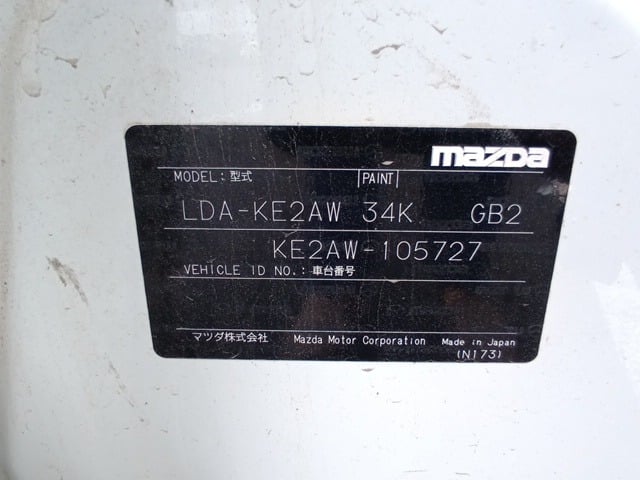 mazda
MODEL:型式 PAINT
LDA-KE2AW 34K GB2
KE2AW-105727
VEHICLE ID NO.:車台番号
マツダ株式会社 Mazda Motor Corporation Made in Japan
(N173)